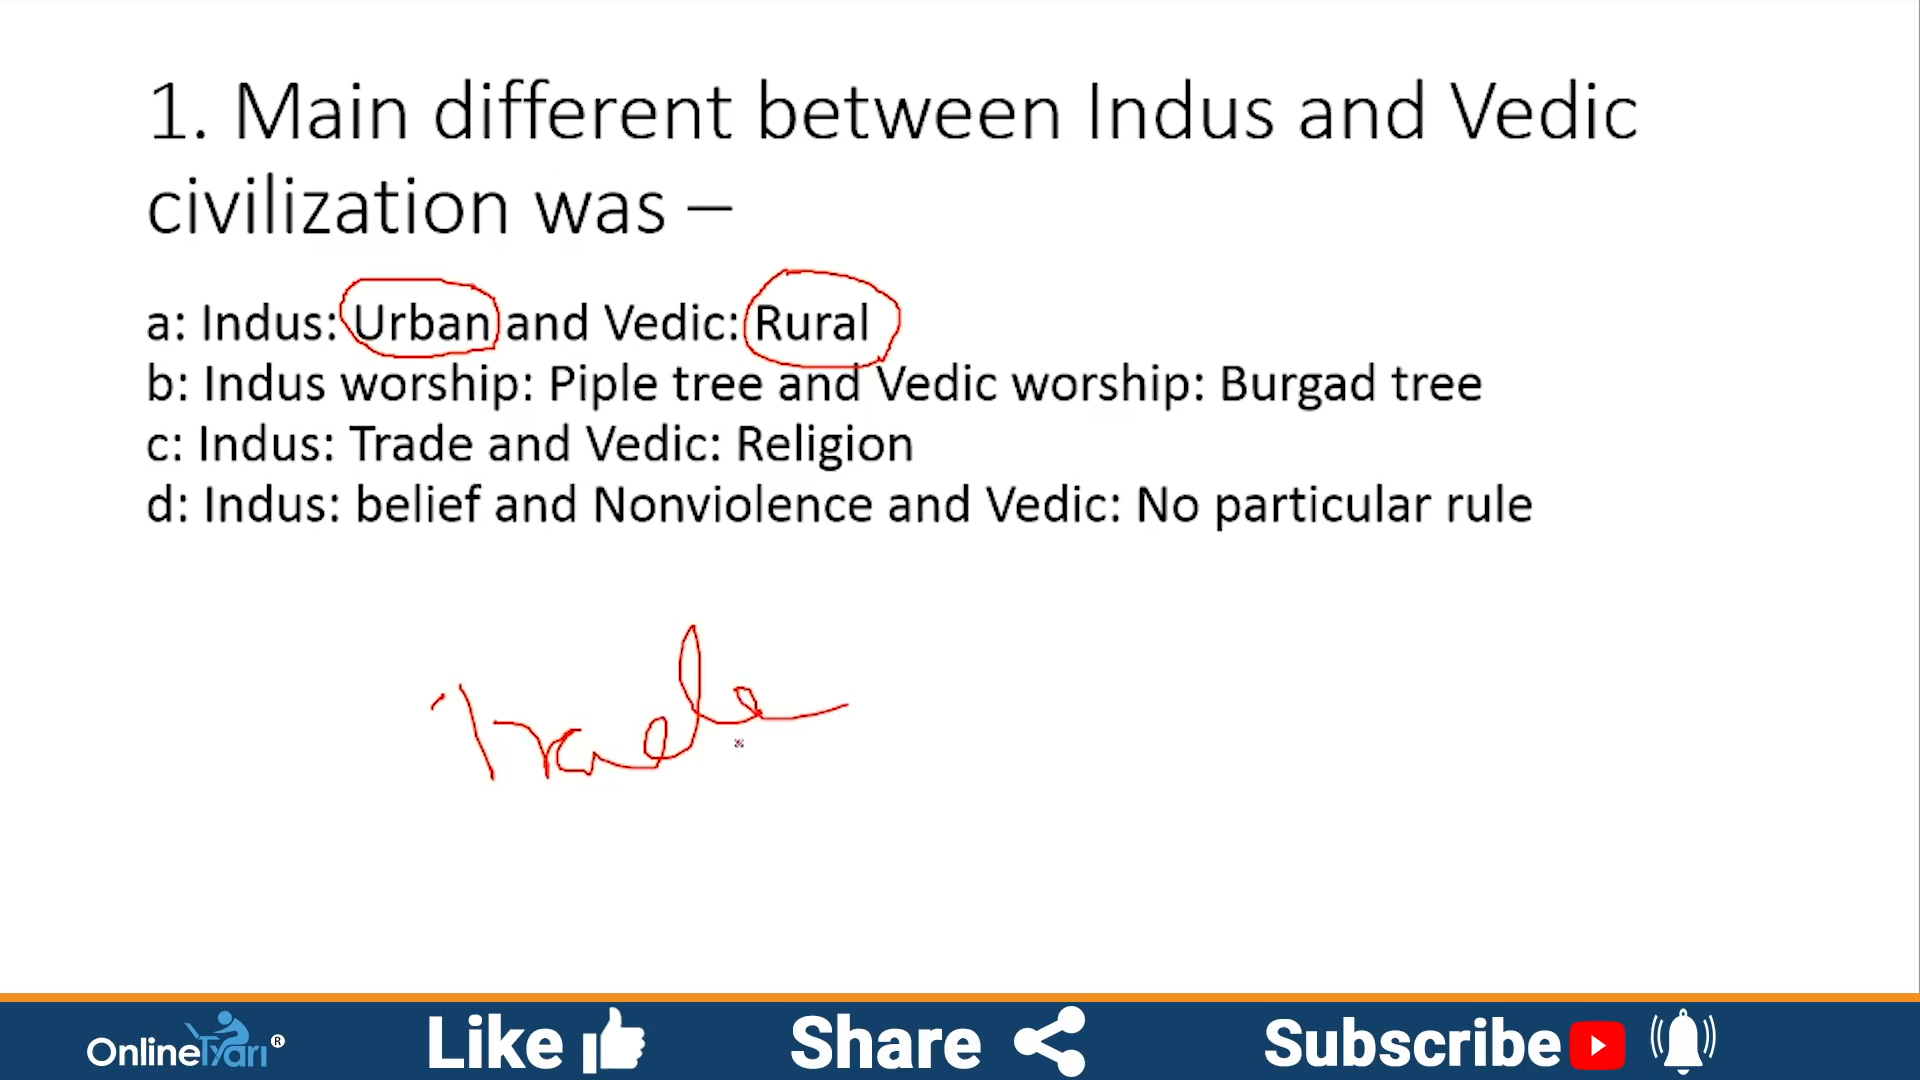 1. Main different between Indus and Vedic
civilization was –
a: Indus: Urban and Vedic: Rural
b: Indus worship: Piple tree and Vedic worship: Burgad tree
c: Indus: Trade and Vedic: Religion
d: Indus: belief and Nonviolence and Vedic: No particular rule
Trade
OnlineTyari ® Like Share Subscribe